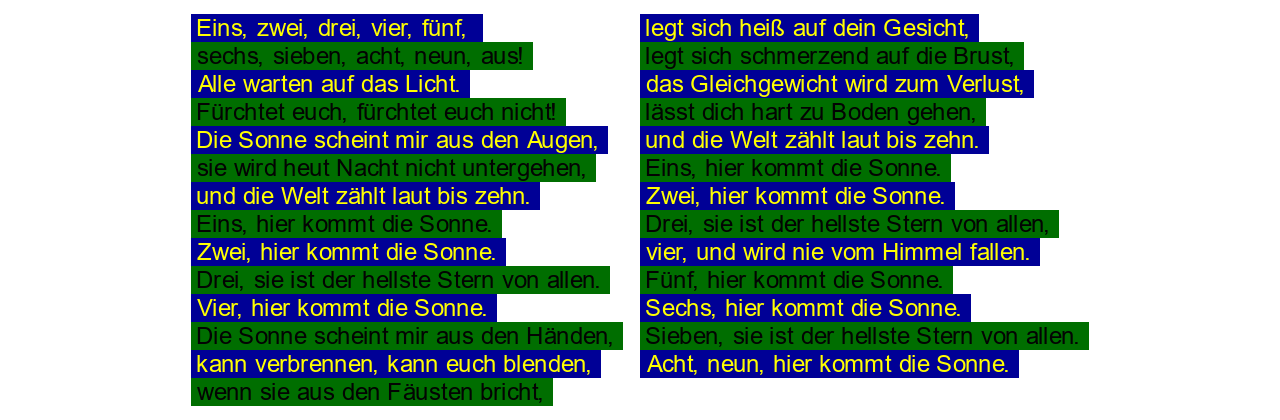 Eins, zwei, drei, vier, fünf,
sechs, sieben, acht, neun, aus!
Alle warten auf das Licht.
Fürchtet euch, fürchtet euch nicht!
Die Sonne scheint mir aus den Augen,
sie wird heut Nacht nicht untergehen,
und die Welt zählt laut bis zehn.
Eins, hier kommt die Sonne.
Zwei, hier kommt die Sonne.
Drei, sie ist der hellste Stern von allen.
Vier, hier kommt die Sonne.
Die Sonne scheint mir aus den Händen,
kann verbrennen, kann euch blenden,
wenn sie aus den Fäusten bricht,
legt sich heiß auf dein Gesicht,
legt sich schmerzend auf die Brust,
das Gleichgewicht wird zum Verlust,
lässt dich hart zu Boden gehen,
und die Welt zählt laut bis zehn.
Eins, hier kommt die Sonne.
Zwei, hier kommt die Sonne.
Drei, sie ist der hellste Stern von allen,
vier, und wird nie vom Himmel fallen.
Fünf, hier kommt die Sonne.
Sechs, hier kommt die Sonne.
Sieben, sie ist der hellste Stern von allen.
Acht, neun, hier kommt die Sonne.